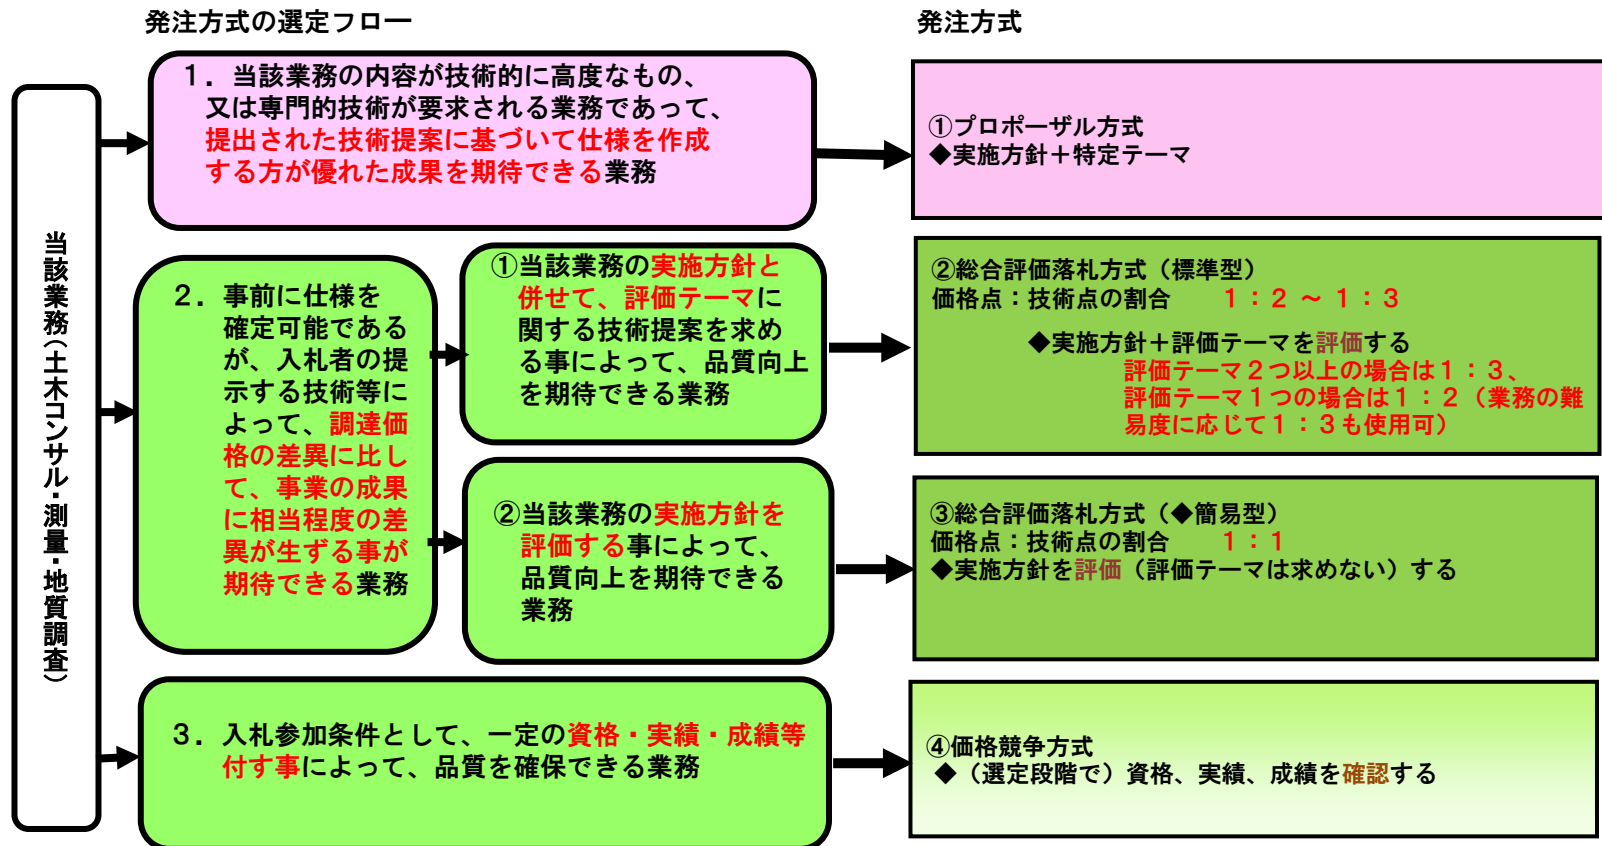 発注方式の選定フロー
発注方式
当該業務(土木コンサル・測量・地質調査)
1．当該業務の内容が技術的に高度なもの、
又は専門的技術が要求される業務であって、
提出された技術提案に基づいて仕様を作成
する方が優れた成果を期待できる業務
①プロポーザル方式
◆実施方針＋特定テーマ
2．事前に仕様を
確定可能である
が、入札者の提
示する技術等に
よって、調達価
格の差異に比し
て、事業の成果
に相当程度の差
異が生ずる事が
期待できる業務
①当該業務の実施方針と
併せて、評価テーマに
関する技術提案を求め
る事によって、品質向上
を期待できる業務
②総合評価落札方式（標準型）
価格点：技術点の割合　　1：2 ～ 1：3
◆実施方針＋評価テーマを評価する
評価テーマ２つ以上の場合は１：３、
評価テーマ１つの場合は１：２（業務の難
易度に応じて１：３も使用可）
②当該業務の実施方針を
評価する事によって、
品質向上を期待できる
業務
③総合評価落札方式（◆簡易型）
価格点：技術点の割合　　1：1
◆実施方針を評価（評価テーマは求めない）する
3．入札参加条件として、一定の資格・実績・成績等
付す事によって、品質を確保できる業務
④価格競争方式
◆（選定段階で）資格、実績、成績を確認する